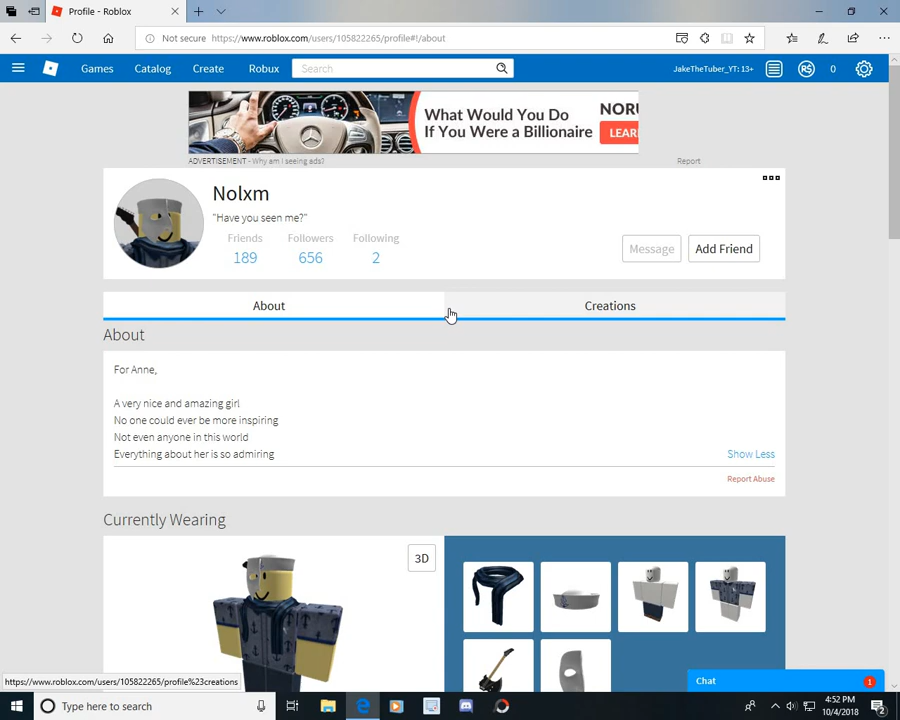 Profile - Roblox
Not secure https://www.roblox.com/users/105822265/profile#!/about
Games Catalog Create Robux Search JakeTheTuber_YT: 13+ R$ 0
What Would You Do
If You Were a Billionaire
LEAR
ADVERTISEMENT - Why am I seeing ads? Report
Nolxm
"Have you seen me?"
Friends Followers Following
189 656 2
Message Add Friend
About Creations
About
For Anne,
A very nice and amazing girl
No one could ever be more inspiring
Not even anyone in this world
Everything about her is so admiring
Show Less
Report Abuse
Currently Wearing
3D
Chat 1
https://www.roblox.com/users/105822265/profile%23creations
Type here to search
4:52 PM
10/4/2018
2